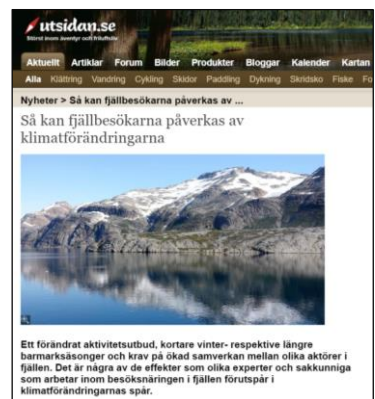 utsidan.se
Störst inom äventyr och friluftsliv
Aktuellt Artiklar Forum Bilder Produkter Bloggar Kalender Kartan
Alla Klättring Vandring Cykling Skidor Paddling Dykning Skridsko Fiske Fo
Nyheter > Så kan fjällbesökarna påverkas av ...
Så kan fjällbesökarna påverkas av
klimatförändringarna
Ett förändrat aktivitetsutbud, kortare vinter- respektive längre
barmarksäsonger och krav på ökad samverkan mellan olika aktörer i
fjällen. Det är några av de effekter som olika experter och sakkunniga
som arbetar inom besöksnäringen i fjällen förutspår i
klimatförändringarnas spår.